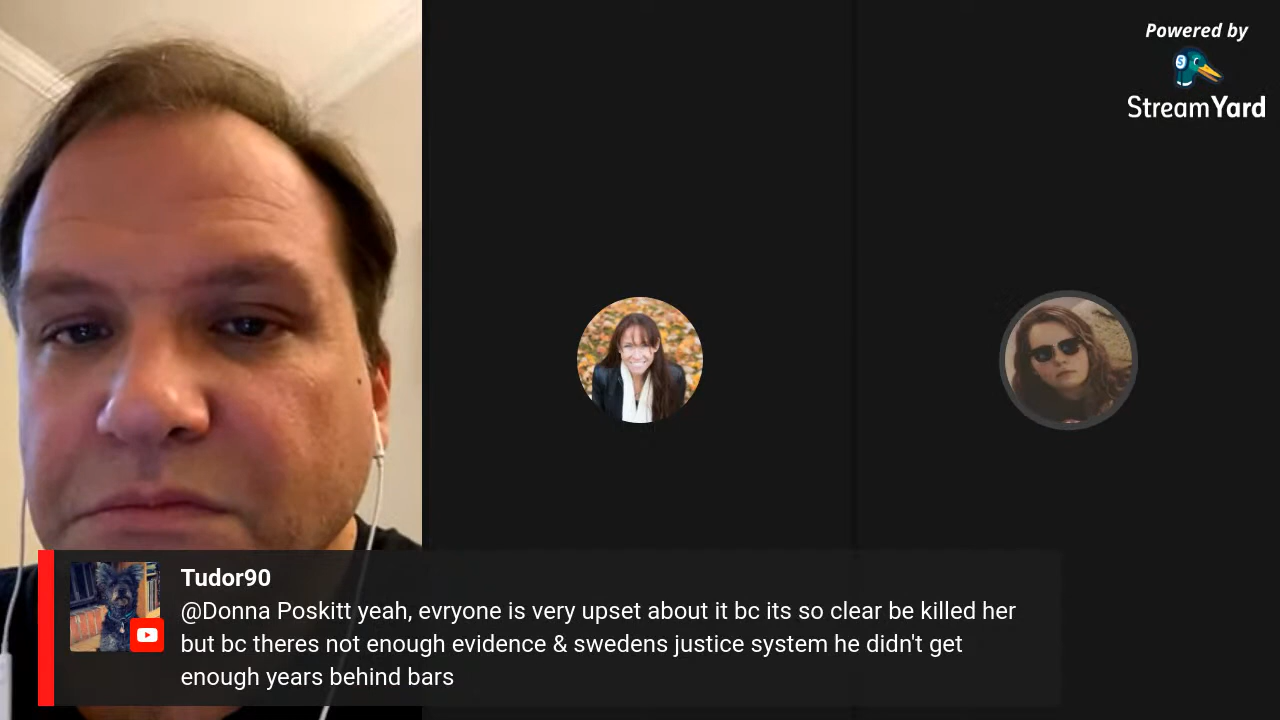 Powered by
StreamYard
Tudor90
@Donna Poskitt yeah, evryone is very upset about it bc its so clear be killed her
but bc theres not enough evidence & swedens justice system he didn't get
enough years behind bars